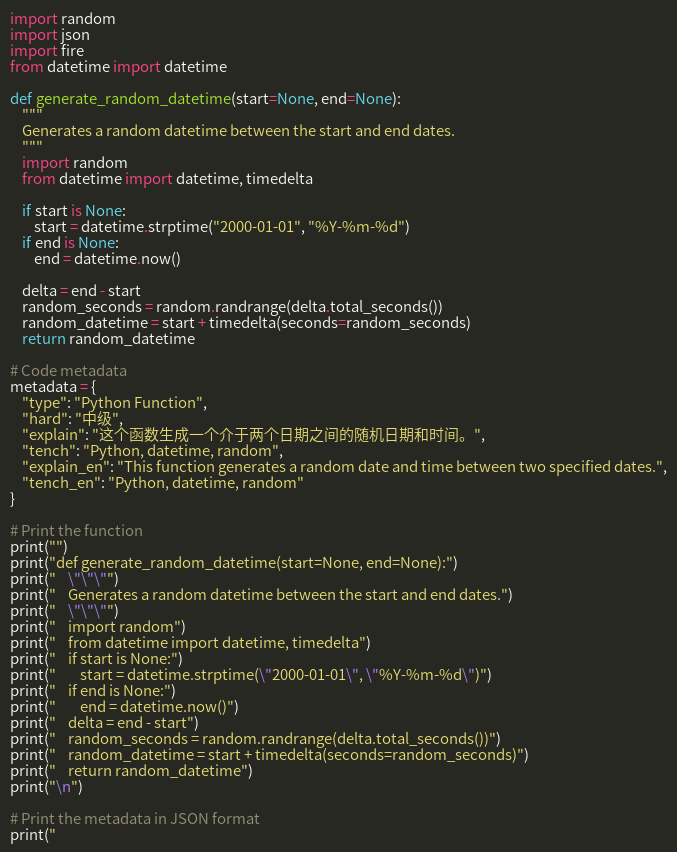 import random
import json
import fire
from datetime import datetime

def generate_random_datetime(start=None, end=None):
    """
    Generates a random datetime between the start and end dates.
    """
    import random
    from datetime import datetime, timedelta

    if start is None:
        start = datetime.strptime("2000-01-01", "%Y-%m-%d")
    if end is None:
        end = datetime.now()

    delta = end - start
    random_seconds = random.randrange(delta.total_seconds())
    random_datetime = start + timedelta(seconds=random_seconds)
    return random_datetime

# Code metadata
metadata = {
    "type": "Python Function",
    "hard": "中级",
    "explain": "这个函数生成一个介于两个日期之间的随机日期和时间。",
    "tench": "Python, datetime, random",
    "explain_en": "This function generates a random date and time between two specified dates.",
    "tench_en": "Python, datetime, random"
}

# Print the function
print("")
print("def generate_random_datetime(start=None, end=None):")
print("    \"\"\"")
print("    Generates a random datetime between the start and end dates.")
print("    \"\"\"")
print("    import random")
print("    from datetime import datetime, timedelta")
print("    if start is None:")
print("        start = datetime.strptime(\"2000-01-01\", \"%Y-%m-%d\")")
print("    if end is None:")
print("        end = datetime.now()")
print("    delta = end - start")
print("    random_seconds = random.randrange(delta.total_seconds())")
print("    random_datetime = start + timedelta(seconds=random_seconds)")
print("    return random_datetime")
print("\n")

# Print the metadata in JSON format
print("